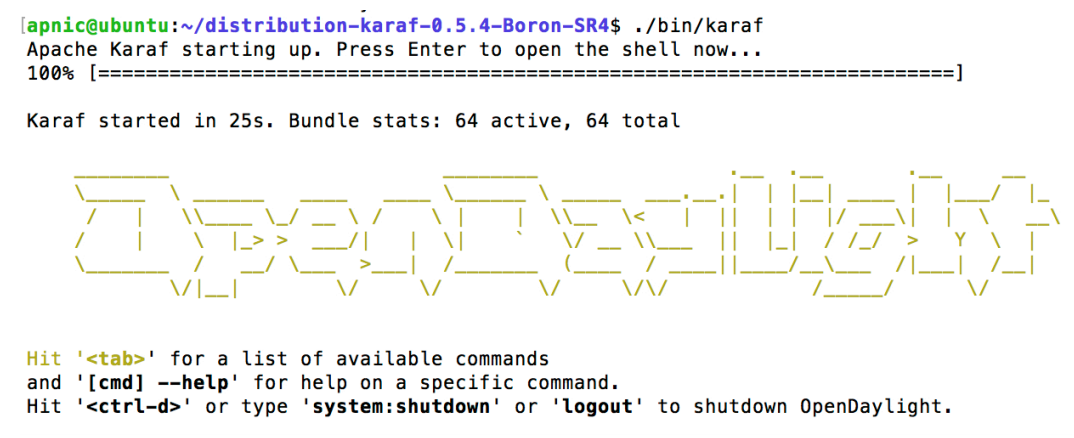 [apnic@ubuntu:~/distribution-karaf-0.5.4-Boron-SR4$ ./bin/karaf
Apache Karaf starting up. Press Enter to open the shell now...
100% [========================================================================]
Karaf started in 25s. Bundle stats: 64 active, 64 total
OpenDaylight
Hit '<tab>' for a list of available commands
and '[cmd] --help' for help on a specific command.
Hit '<ctrl-d>' or type 'system:shutdown' or 'logout' to shutdown OpenDaylight.